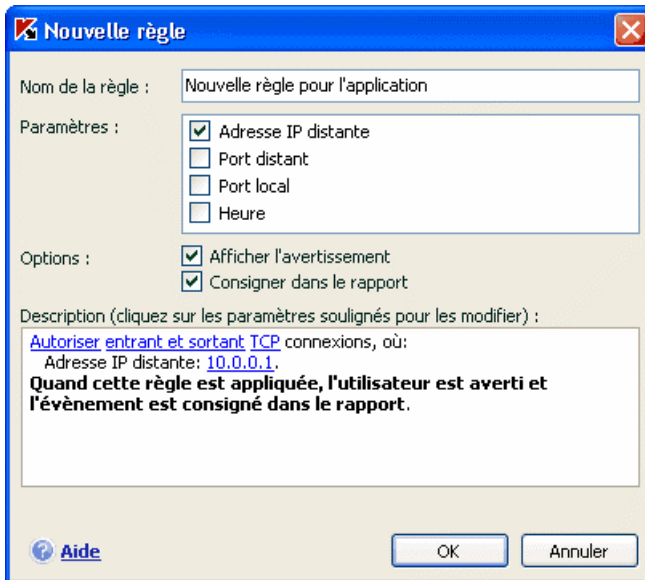 Nouvelle règle
Nom de la règle :
Nouvelle règle pour l'application
Paramètres :
Adresse IP distante
Port distant
Port local
Heure
Options :
Afficher l'avertissement
Consigner dans le rapport
Description (cliquez sur les paramètres soulignés pour les modifier) :
Autoriser entrant et sortant TCP connexions, où:
Adresse IP distante: 10.0.0.1.
Quand cette règle est appliquée, l'utilisateur est averti et
l'évènement est consigné dans le rapport.
Aide
OK
Annuler